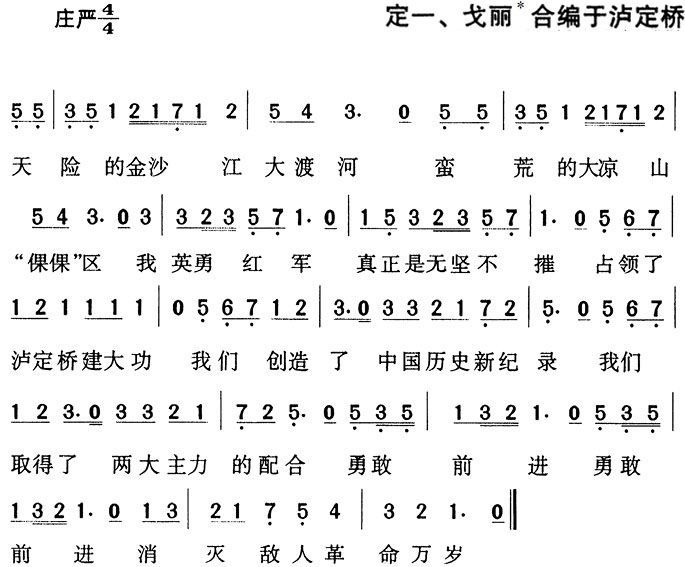 庄严 4/4 定一、戈丽* 合编于泸定桥
5 5 | 3 5 1 2 1 7 1 2 | 5 4 3. 0 5 5 | 3 5 1 2171 2 |
天 险 的金沙 江 大 渡 河 蛮 荒 的大凉 山
5 4 3. 0 3 | 3 2 3 5 7 1. 0 | 1 5 3 2 3 5 7 | 1. 0 5 6 7 |
“倮倮”区 我 英勇 红 军 真正是无坚不 摧 占领了
1 2 1 1 1 1 | 0 5 6 7 1 2 | 3. 0 3 3 2 1 7 2 | 5. 0 5 6 7 |
泸定桥建大功 我们 创造 了 中国历史新纪 录 我们
1 2 3. 0 3 3 2 1 | 7 2 5. 0 5 3 5 | 1 3 2 1. 0 5 3 5 |
取得了 两大主力 的配合 勇敢 前 进 勇敢
1 3 2 1. 0 1 3 | 2 1 7 5 4 | 3 2 1. 0 ‖
前 进 消 灭 敌人革 命万岁